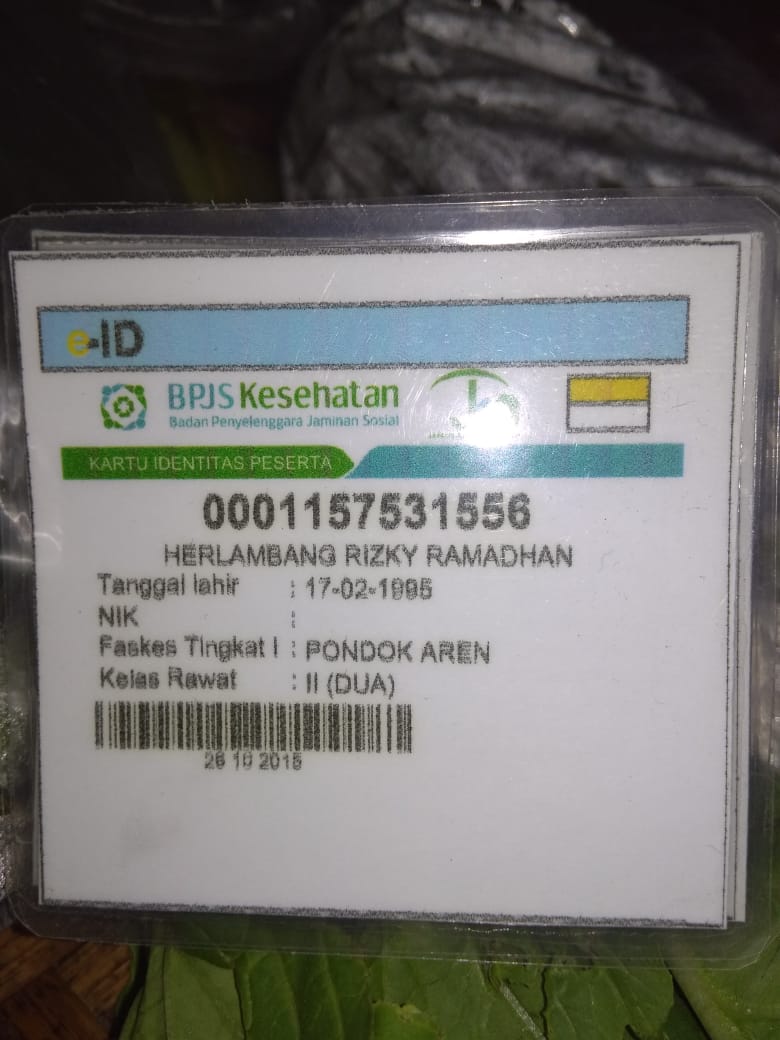 e-ID
BPJS Kesehatan
Badan Penyelenggara Jaminan Sosial
KARTU IDENTITAS PESERTA
0001157531556
HERLAMBANG RIZKY RAMADHAN
Tanggal lahir : 17-02-1995
NIK :
Faskes Tingkat I : PONDOK AREN
Kelas Rawat : II (DUA)
26 10 2015